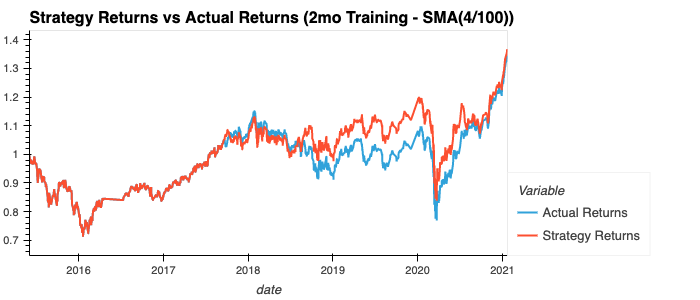 Strategy Returns vs Actual Returns (2mo Training - SMA(4/100))
1.4
1.3
1.2
1.1
1
0.9
0.8
0.7
2016 2017 2018 2019 2020 2021
date
Variable
Actual Returns
Strategy Returns